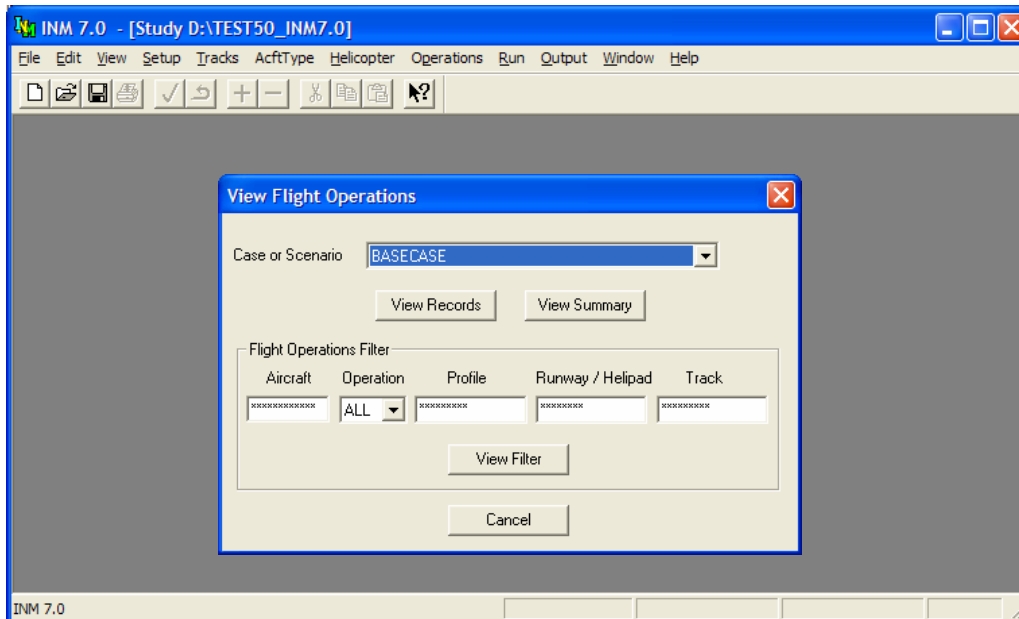 INM 7.0 - [Study D:\TEST50_INM7.0]
File Edit View Setup Tracks AcftType Helicopter Operations Run Output Window Help
View Flight Operations
Case or Scenario BASECASE
View Records View Summary
Flight Operations Filter
Aircraft Operation Profile Runway / Helipad Track
************ ALL ********* ******** *********
View Filter
Cancel
INM 7.0